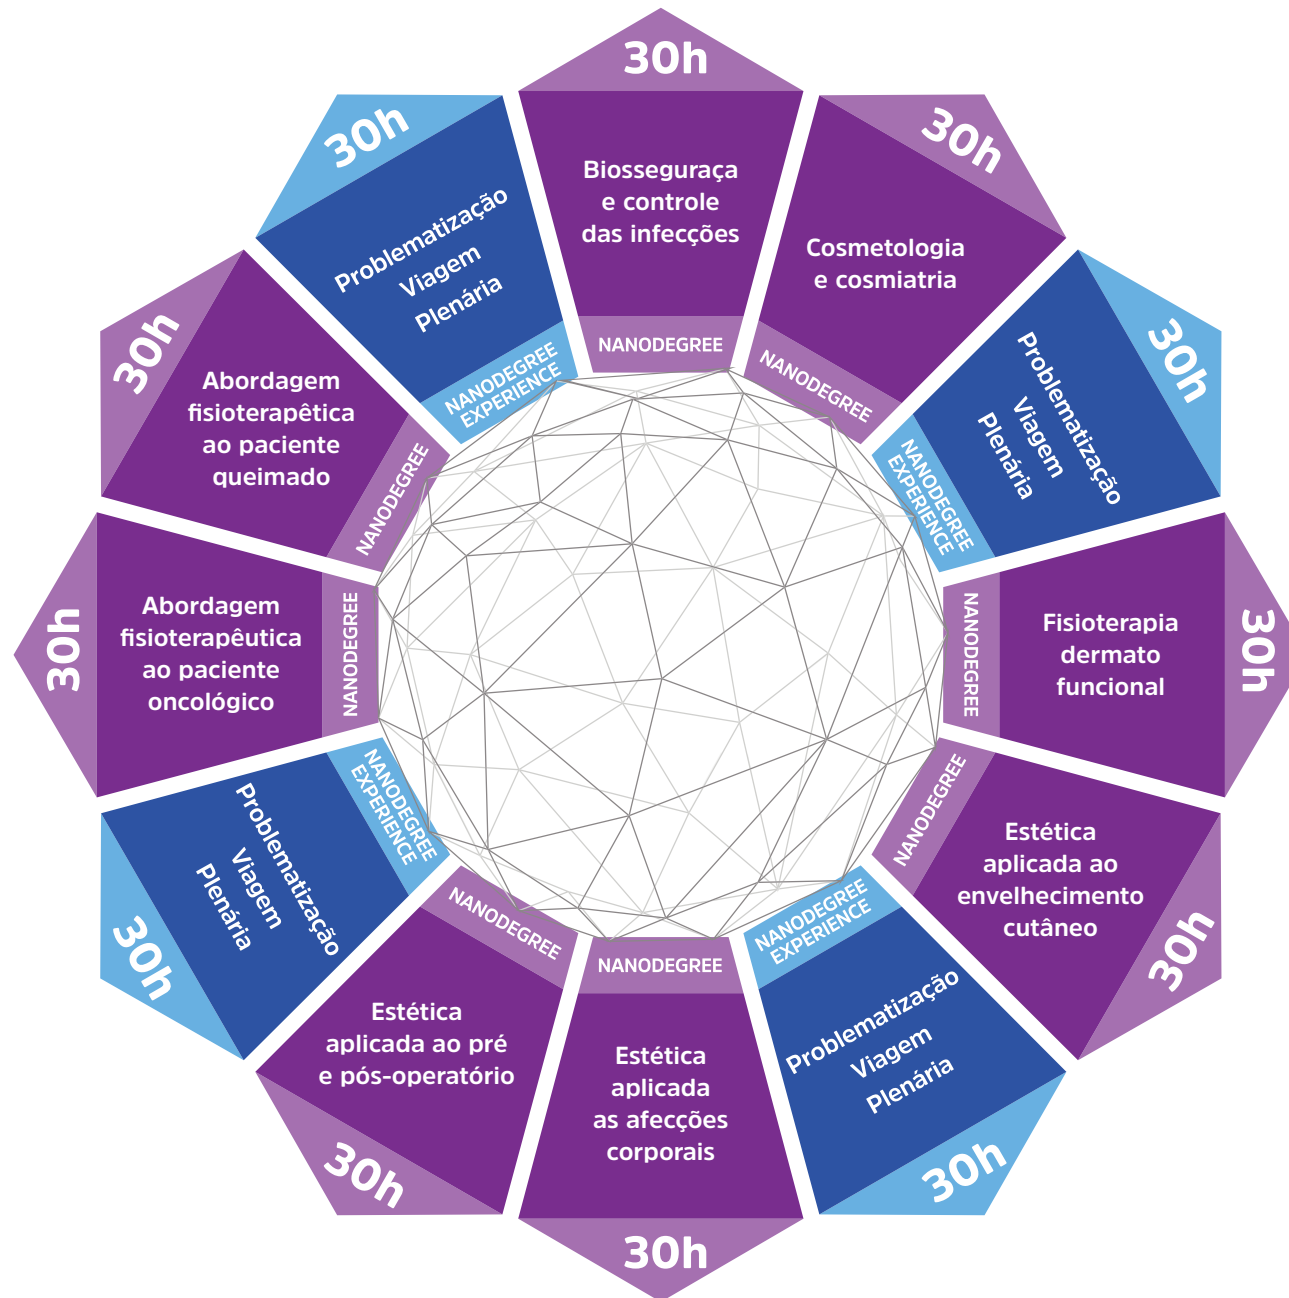 30h
Biosseguraça
e controle
das infecções
NANODEGREE
30h
Cosmetologia
e cosmiatria
NANODEGREE
30h
Problematização
Viagem
Plenária
NANODEGREE
EXPERIENCE
30h
Fisioterapia
dermato
funcional
NANODEGREE
30h
Estética
aplicada ao
envelhecimento
cutâneo
NANODEGREE
30h
Problematização
Viagem
Plenária
NANODEGREE
EXPERIENCE
30h
Estética
aplicada
as afecções
corporais
NANODEGREE
30h
Estética
aplicada ao pré
e pós-operatório
NANODEGREE
30h
Problematização
Viagem
Plenária
NANODEGREE
EXPERIENCE
30h
Abordagem
fisioterapêutica
ao paciente
oncológico
NANODEGREE
30h
Abordagem
fisioterapêtica
ao paciente
queimado
NANODEGREE
30h
Problematização
Viagem
Plenária
NANODEGREE
EXPERIENCE